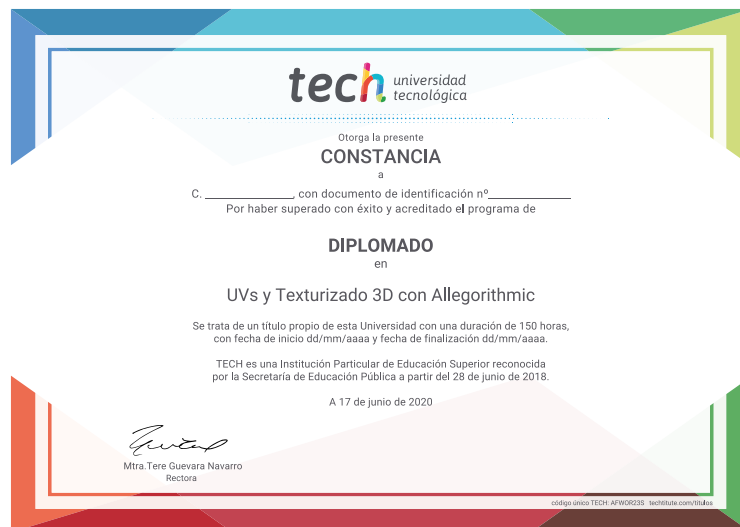 tech universidad
tecnológica
Otorga la presente
CONSTANCIA
a
C. ______________, con documento de identificación nº______________
Por haber superado con éxito y acreditado el programa de
DIPLOMADO
en
UVs y Texturizado 3D con Allegorithmic
Se trata de un título propio de esta Universidad con una duración de 150 horas,
con fecha de inicio dd/mm/aaaa y fecha de finalización dd/mm/aaaa.
TECH es una Institución Particular de Educación Superior reconocida
por la Secretaría de Educación Pública a partir del 28 de junio de 2018.
A 17 de junio de 2020
Mtra.Tere Guevara Navarro
Rectora
código único TECH: AFWOR23S techtitute.com/títulos